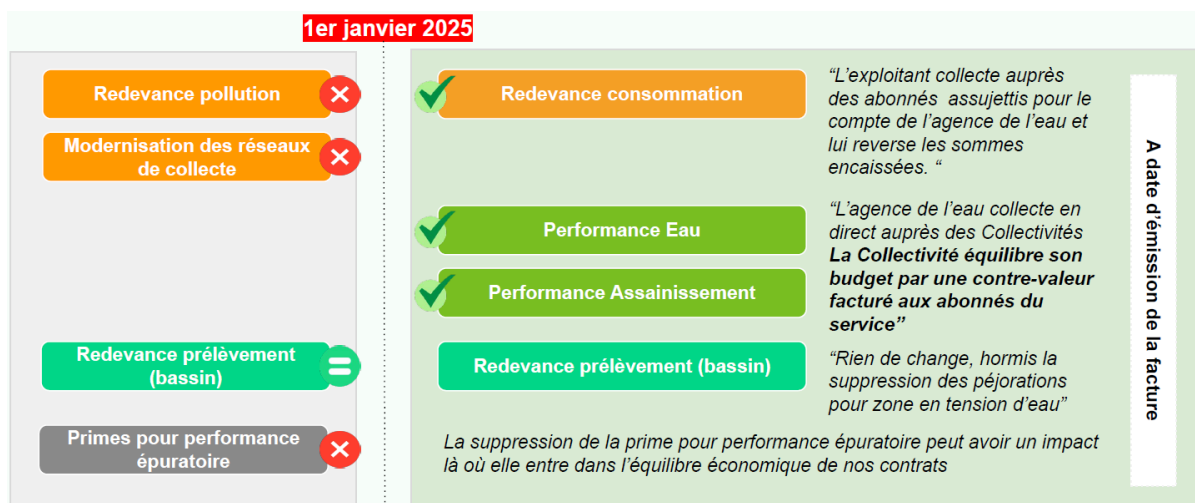 1er janvier 2025
Redevance pollution
Modernisation des réseaux
de collecte
Redevance prélèvement
(bassin)
Primes pour performance
épuratoire
Redevance consommation
“L’exploitant collecte auprès
des abonnés assujettis pour le
compte de l’agence de l’eau et
lui reverse les sommes
encaissées. “
Performance Eau
Performance Assainissement
“L’agence de l’eau collecte en
direct auprès des Collectivités
La Collectivité équilibre son
budget par une contre-valeur
facturé aux abonnés du
service”
Redevance prélèvement (bassin)
“Rien de change, hormis la
suppression des péjorations
pour zone en tension d’eau”
La suppression de la prime pour performance épuratoire peut avoir un impact
là où elle entre dans l’équilibre économique de nos contrats
A date d’émission de la facture